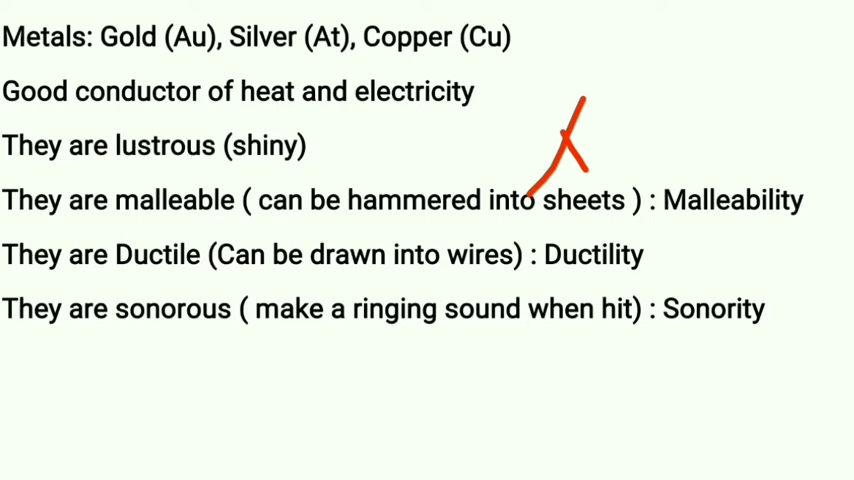 Metals: Gold (Au), Silver (At), Copper (Cu)
Good conductor of heat and electricity
They are lustrous (shiny)
They are malleable ( can be hammered into sheets ) : Malleability
They are Ductile (Can be drawn into wires) : Ductility
They are sonorous ( make a ringing sound when hit) : Sonority